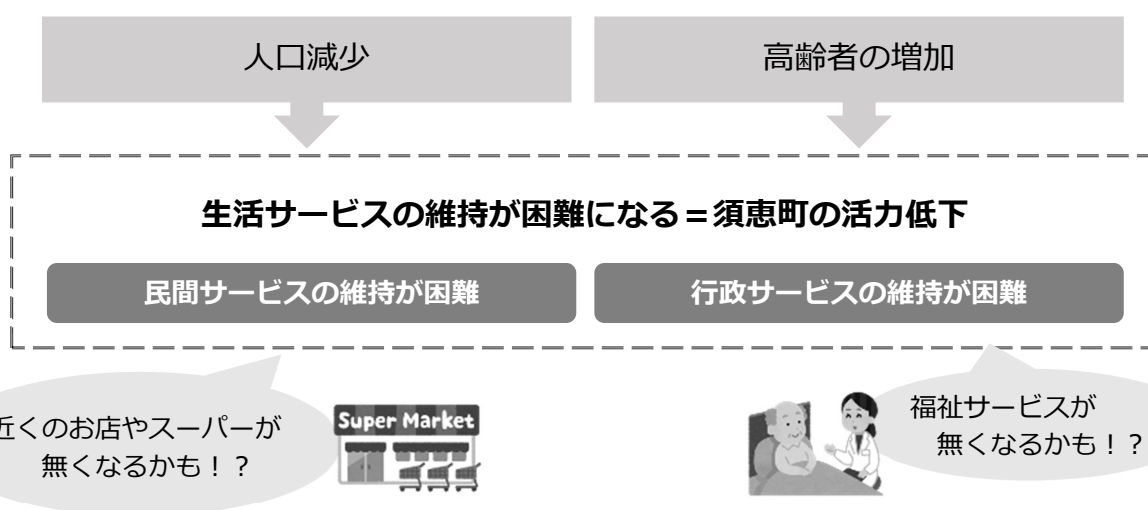 人口減少
高齢者の増加
生活サービスの維持が困難になる＝須恵町の活力低下
民間サービスの維持が困難
行政サービスの維持が困難
近くのお店やスーパーが
無くなるかも！？
Super Market
福祉サービスが
無くなるかも！？